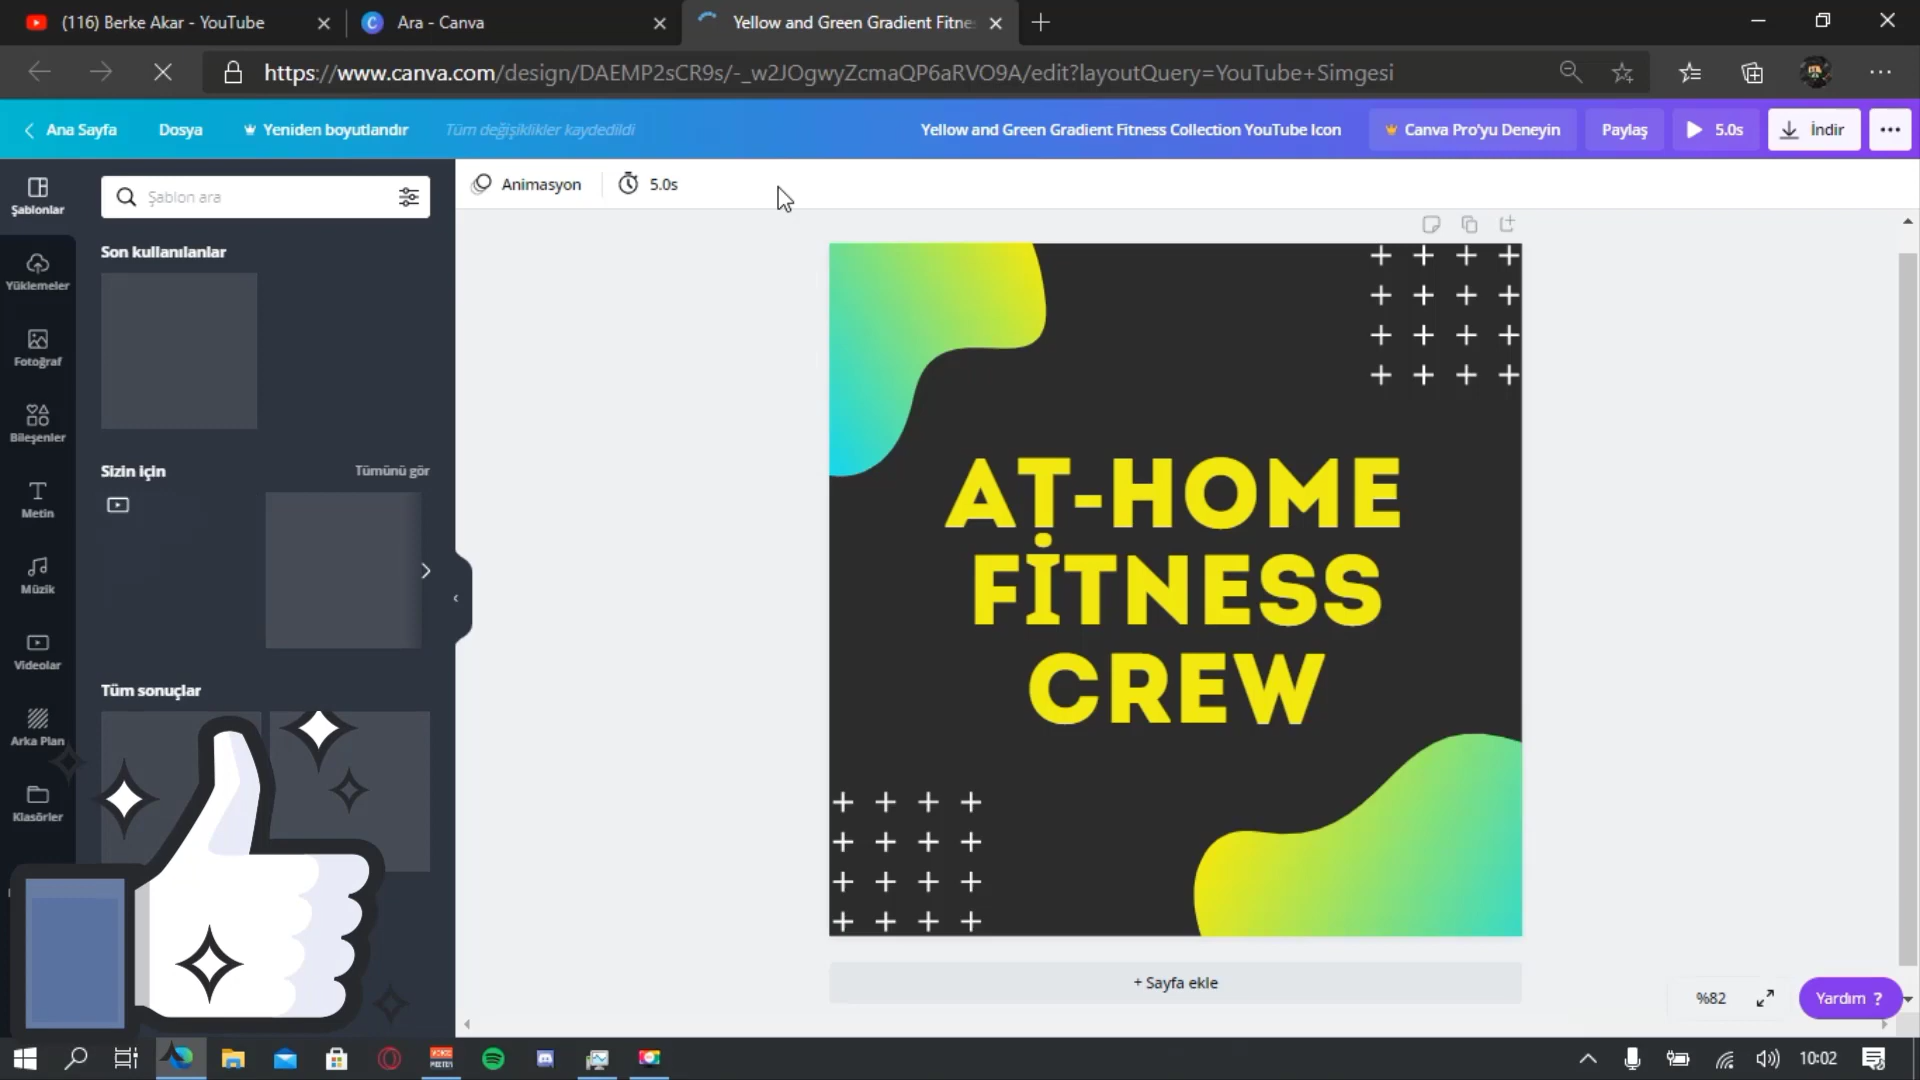 (116) Berke Akar - YouTube
Ara - Canva
Yellow and Green Gradient Fitne
https://www.canva.com/design/DAEMP2sCR9s/-_w2JOgwyZcmaQP6aRVO9A/edit?layoutQuery=YouTube+Simgesi
Ana Sayfa
Dosya
Yeniden boyutlandır
Tüm değişiklikler kaydedildi
Yellow and Green Gradient Fitness Collection YouTube Icon
Canva Pro'yu Deneyin
Paylaş
5.0s
İndir
Şablonlar
Şablon ara
Animasyon
5.0s
Son kullanılanlar
Yüklemeler
Fotoğraf
Bileşenler
Sizin için
Tümünü gör
Metin
Müzik
Videolar
Tüm sonuçlar
Arka Plan
Klasörler
AT-HOME
FİTNESS
CREW
+ Sayfa ekle
%82
Yardım ?
10:02